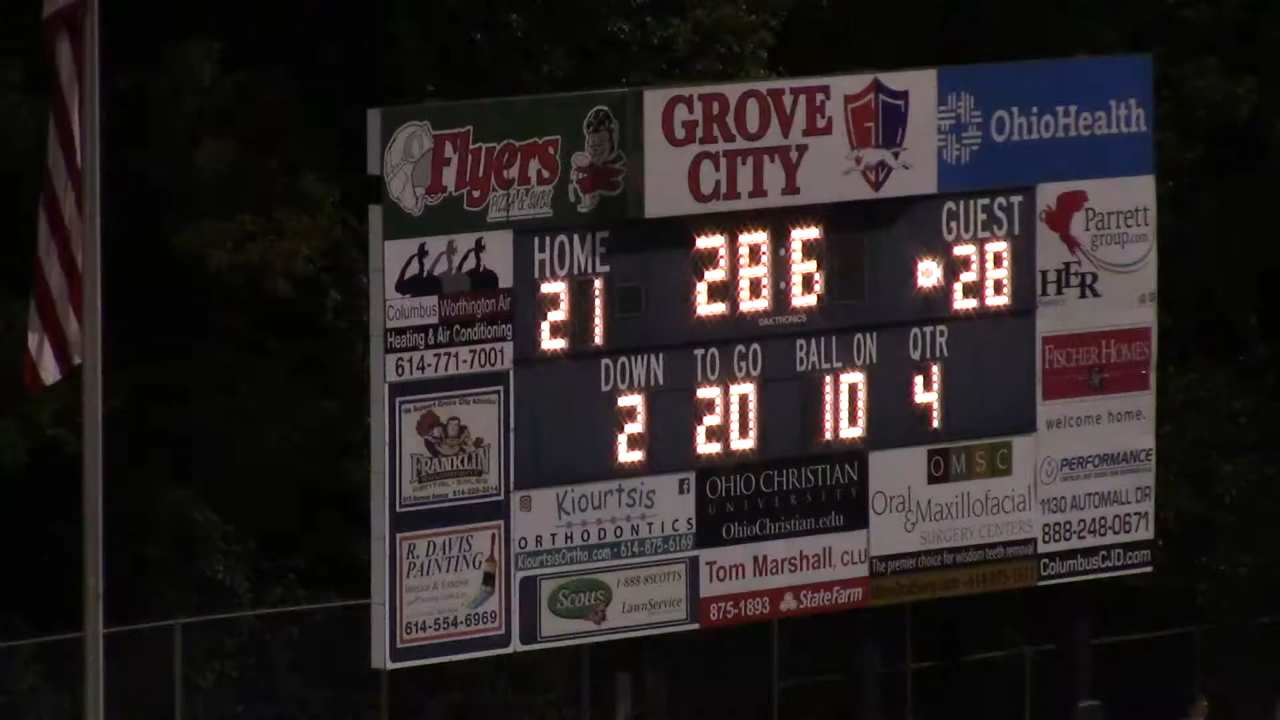 Flyers
PIZZA & SUBS
GROVE
CITY
OhioHealth
HOME
28:6
GUEST
21
28
DAKTRONICS
DOWN
TO GO
BALL ON
QTR
2
20
10
4
Columbus Worthington Air
Heating & Air Conditioning
614-771-7001
FRANKLIN
R. DAVIS
PAINTING
614-554-6969
Kiourtsis
ORTHODONTICS
KiourtsisOrtho.com · 614-875-6169
Scotts
1-888-8SCOTTS
LawnService
OHIO CHRISTIAN
UNIVERSITY
OhioChristian.edu
Tom Marshall, CLU
875-1893 StateFarm
OMSC
Oral &
Maxillofacial
SURGERY CENTERS
The premier choice for wisdom teeth removal
Parrett
group.com
HER
FISCHER HOMES
welcome home.
PERFORMANCE
1130 AUTOMALL DR
888-248-0671
ColumbusCJD.com